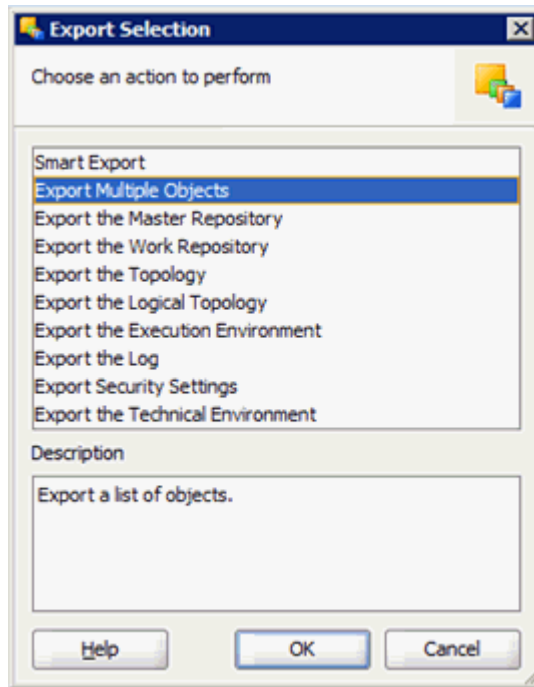 Export Selection
Choose an action to perform
Smart Export
Export Multiple Objects
Export the Master Repository
Export the Work Repository
Export the Topology
Export the Logical Topology
Export the Execution Environment
Export the Log
Export Security Settings
Export the Technical Environment
Description
Export a list of objects.
Help OK Cancel